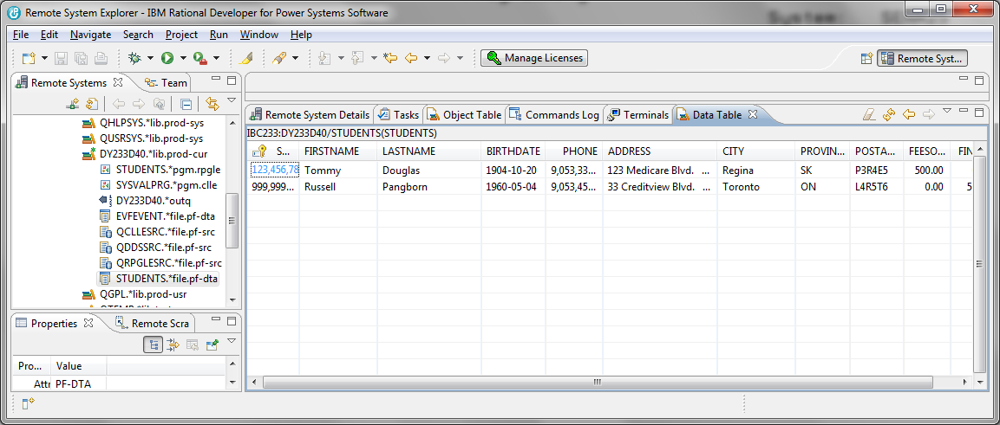 Remote System Explorer - IBM Rational Developer for Power Systems Software
File Edit Navigate Search Project Run Window Help
Manage Licenses
Remote Syst...
Remote Systems Team
QHLPSYS.*lib.prod-sys
QUSRSYS.*lib.prod-sys
DY233D40.*lib.prod-cur
STUDENTS.*pgm.rpgle
SYSVALPRG.*pgm.clle
DY233D40.*outq
EVFEVENT.*file.pf-dta
QCLLESRC.*file.pf-src
QDDSSRC.*file.pf-src
QRPGLESRC.*file.pf-src
STUDENTS.*file.pf-dta
QGPL.*lib.prod-usr
Properties Remote Scra
Pro... Value
Attr PF-DTA
Remote System Details Tasks Object Table Commands Log Terminals Data Table
IBC233:DY233D40/STUDENTS(STUDENTS)
S... FIRSTNAME LASTNAME BIRTHDATE PHONE ADDRESS CITY PROVIN... POSTA... FEESO... FIN
123,456,78 Tommy Douglas 1904-10-20 9,053,33... 123 Medicare Blvd. ... Regina SK P3R4E5 500.00
999,999... Russell Pangborn 1960-05-04 9,053,45... 33 Creditview Blvd. ... Toronto ON L4R5T6 0.00 5